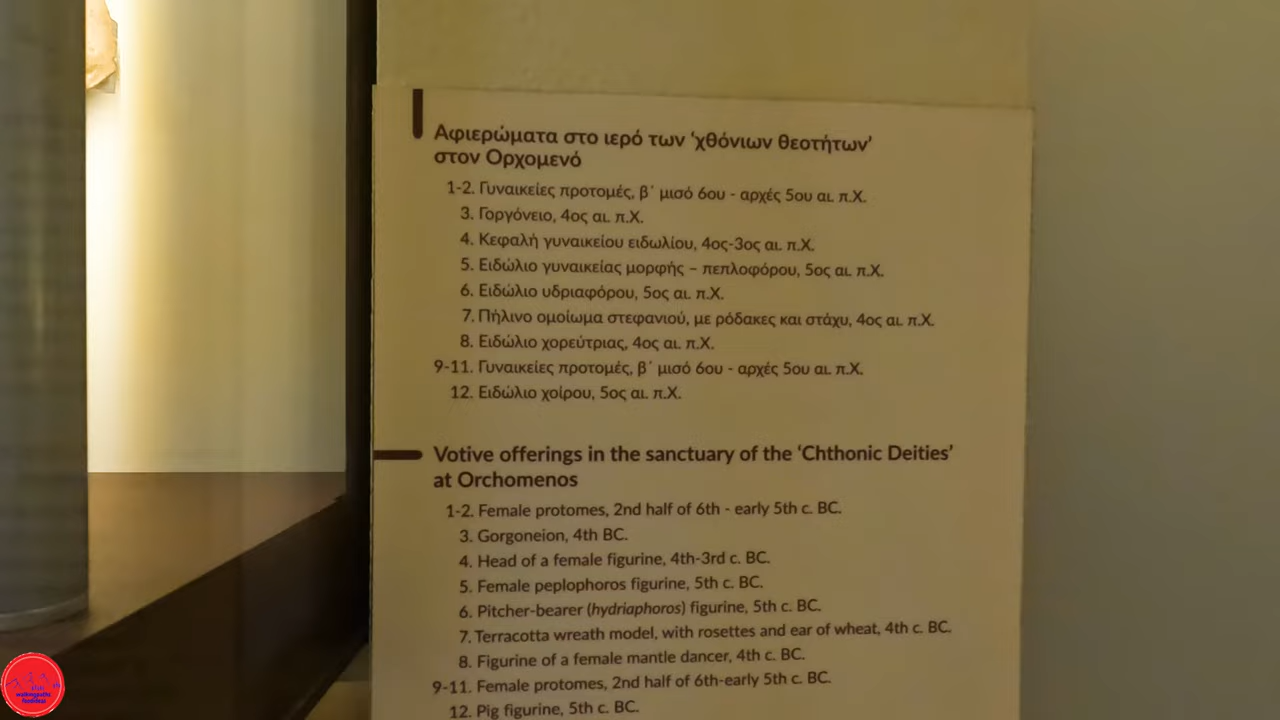 Αφιερώματα στο ιερό των ‘χθόνιων θεοτήτων’
στον Ορχομενό
1-2. Γυναικείες προτομές, β΄ μισό 6ου - αρχές 5ου αι. π.Χ.
3. Γοργόνειο, 4ος αι. π.Χ.
4. Κεφαλή γυναικείου ειδωλίου, 4ος-3ος αι. π.Χ.
5. Ειδώλιο γυναικείας μορφής – πεπλοφόρου, 5ος αι. π.Χ.
6. Ειδώλιο υδριαφόρου, 5ος αι. π.Χ.
7. Πήλινο ομοίωμα στεφανιού, με ρόδακες και στάχυ, 4ος αι. π.Χ.
8. Ειδώλιο χορεύτριας, 4ος αι. π.Χ.
9-11. Γυναικείες προτομές, β΄ μισό 6ου - αρχές 5ου αι. π.Χ.
12. Ειδώλιο χοίρου, 5ος αι. π.Χ.
Votive offerings in the sanctuary of the ‘Chthonic Deities’
at Orchomenos
1-2. Female protomes, 2nd half of 6th - early 5th c. BC.
3. Gorgoneion, 4th BC.
4. Head of a female figurine, 4th-3rd c. BC.
5. Female peplophoros figurine, 5th c. BC.
6. Pitcher-bearer (hydriaphoros) figurine, 5th c. BC.
7. Terracotta wreath model, with rosettes and ear of wheat, 4th c. BC.
8. Figurine of a female mantle dancer, 4th c. BC.
9-11. Female protomes, 2nd half of 6th-early 5th c. BC.
12. Pig figurine, 5th c. BC.